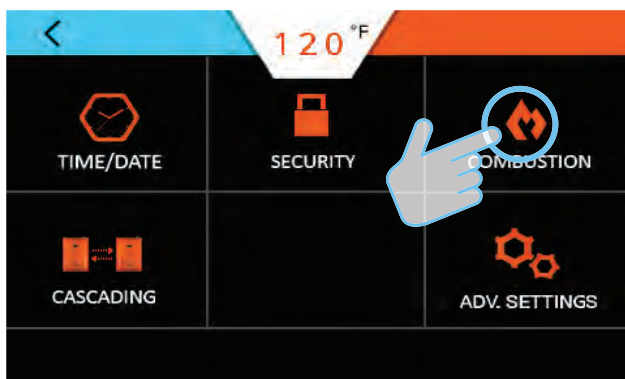 120°F
TIME/DATE
SECURITY
COMBUSTION
CASCADING
ADV. SETTINGS